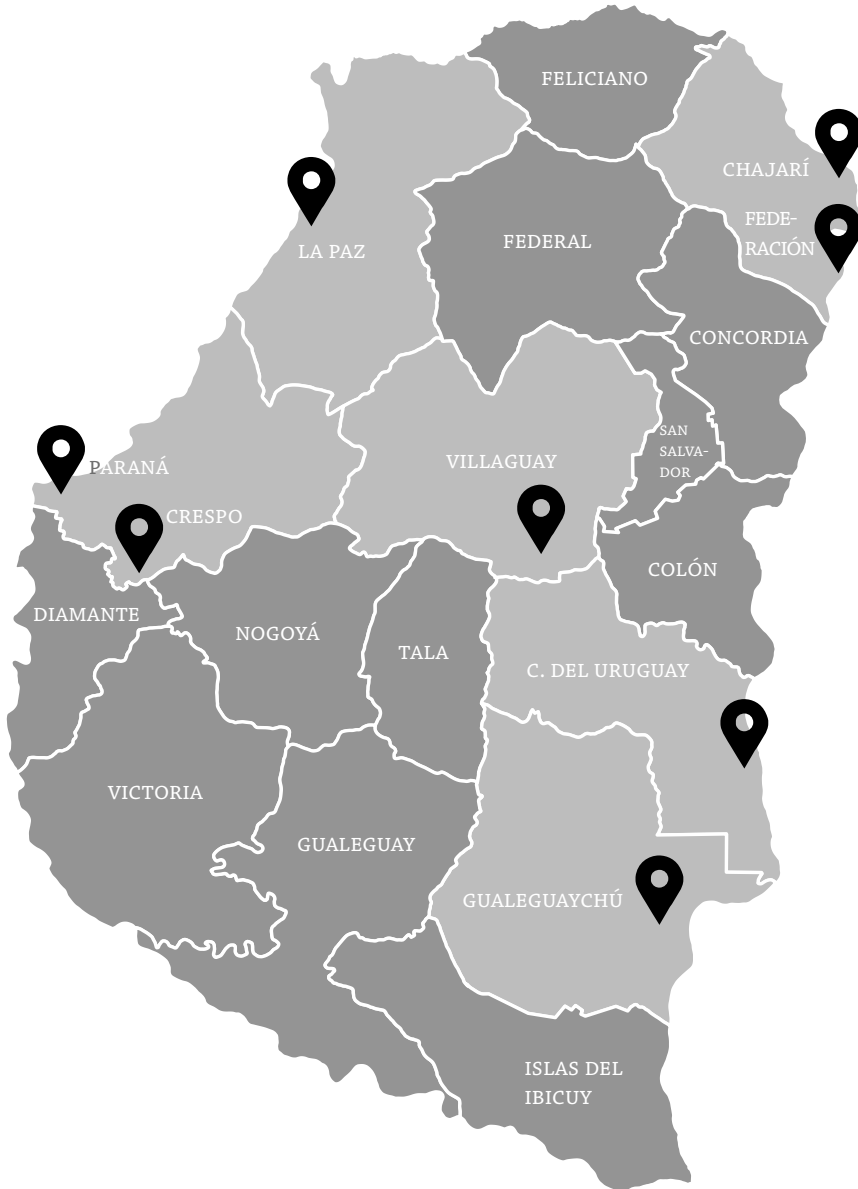 FELICIANO
CHAJARÍ
FEDE-
RACIÓN
FEDERAL
LA PAZ
CONCORDIA
SAN
SALVA-
DOR
VILLAGUAY
PARANÁ
CRESPO
COLÓN
DIAMANTE
NOGOYÁ
TALA
C. DEL URUGUAY
VICTORIA
GUALEGUAY
GUALEGUAYCHÚ
ISLAS DEL
IBICUY